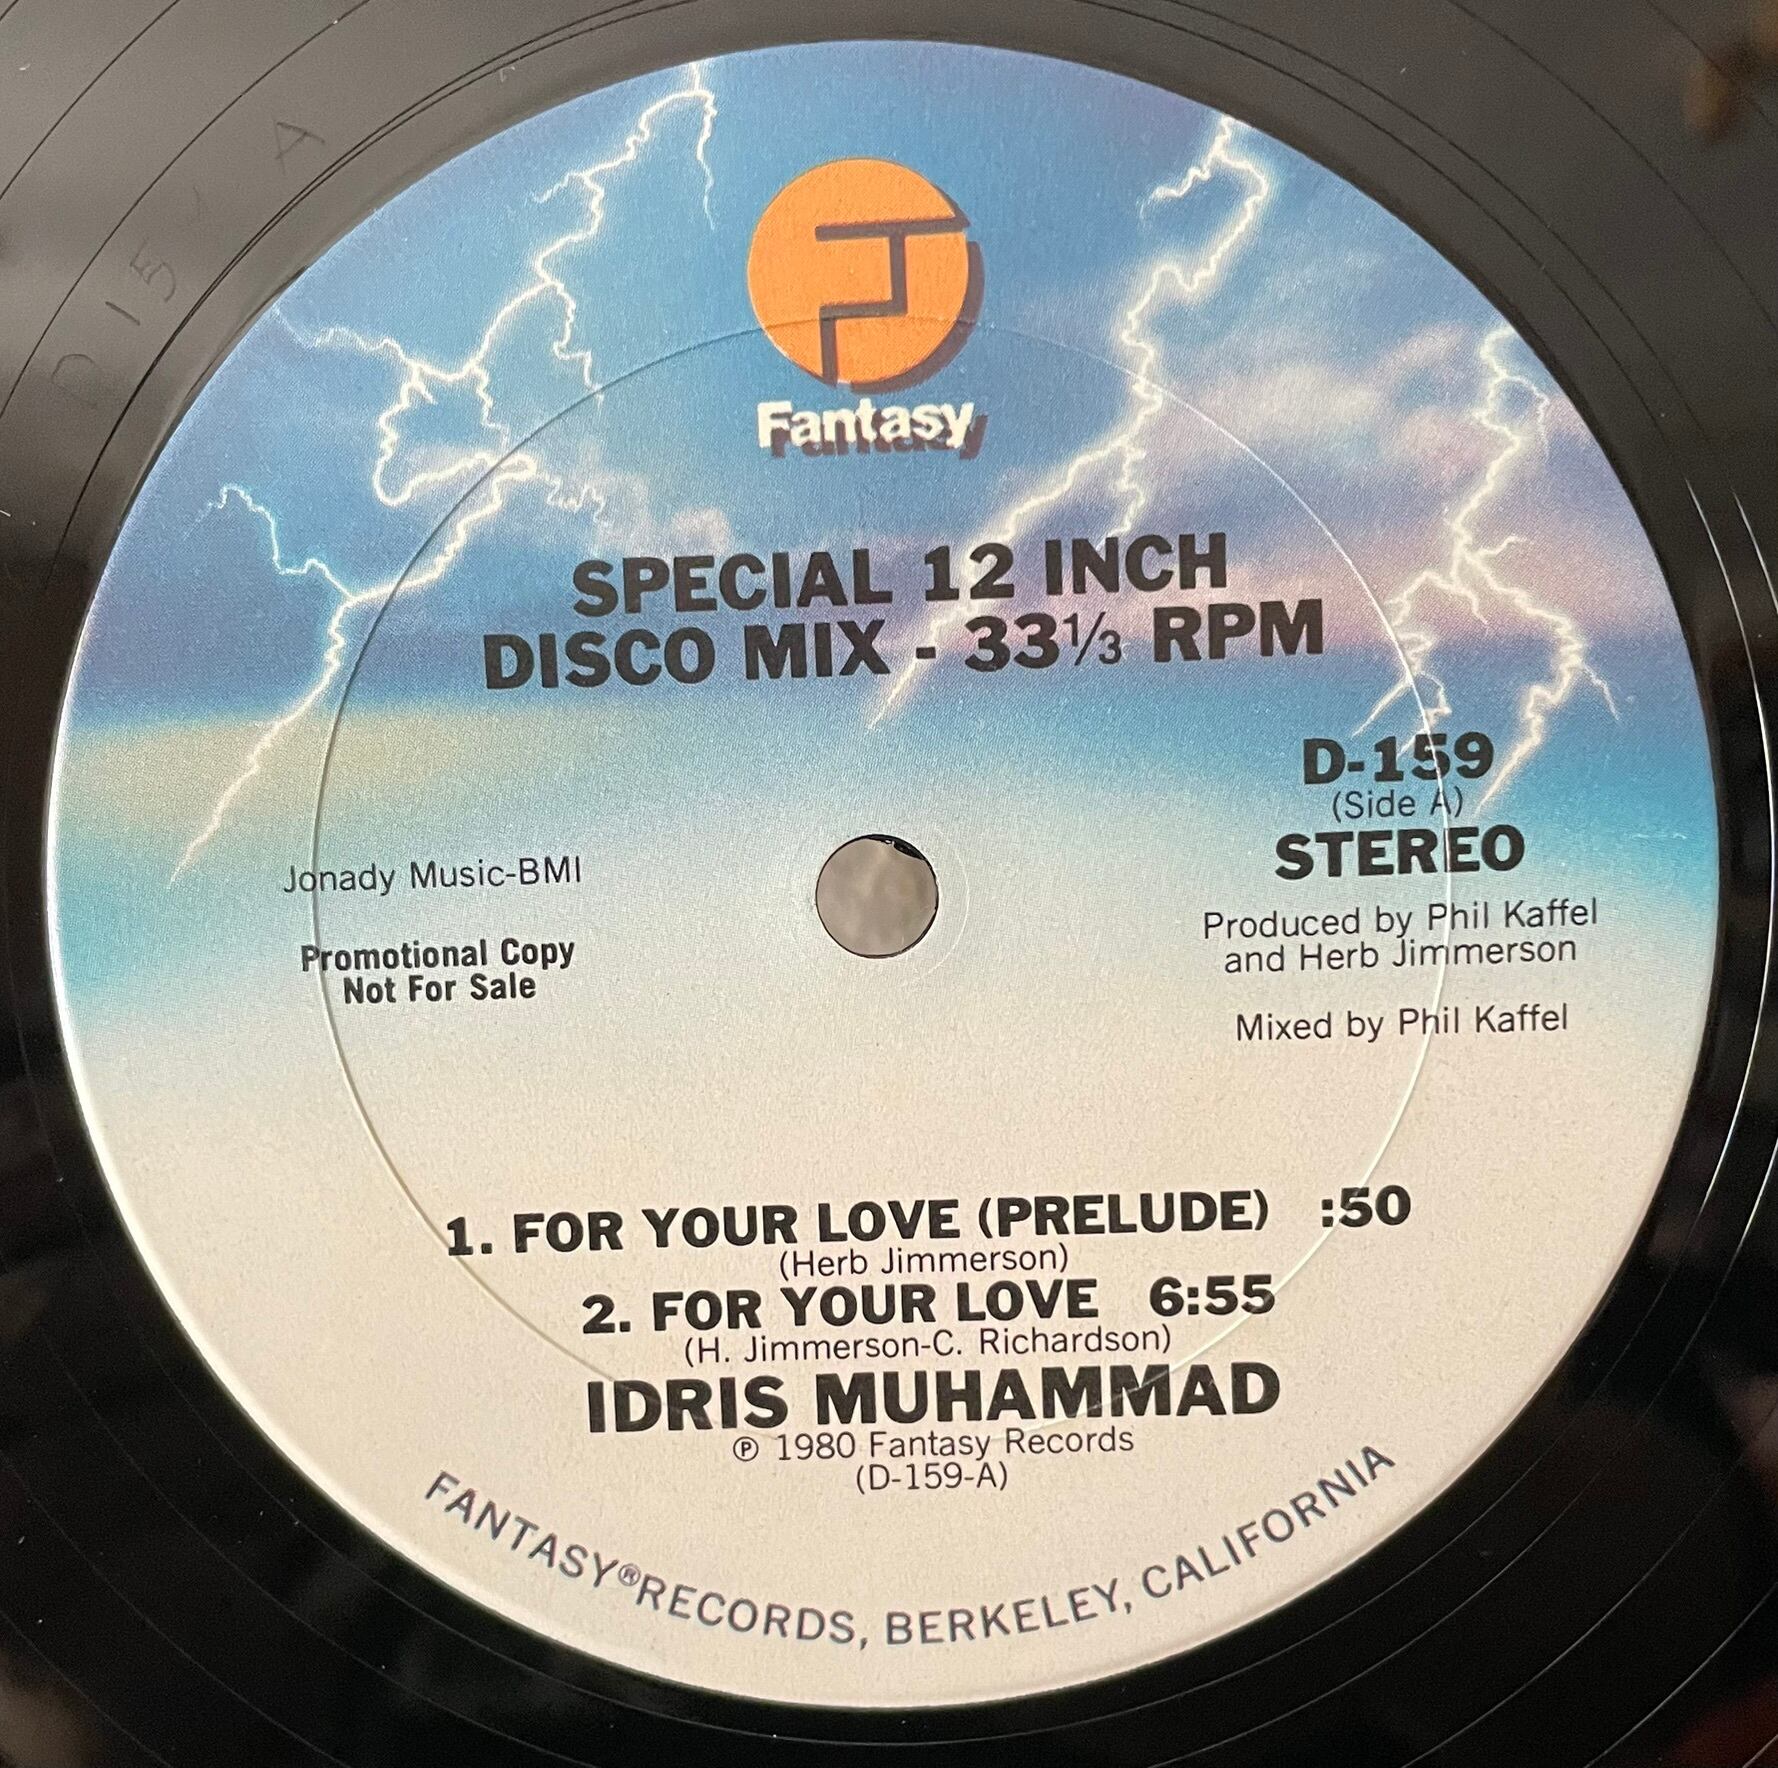 D 15 A
Fantasy
SPECIAL 12 INCH
DISCO MIX - 33⅓ RPM
D-159
(Side A)
STEREO
Jonady Music-BMI
Promotional Copy
Not For Sale
Produced by Phil Kaffel
and Herb Jimmerson
Mixed by Phil Kaffel
1. FOR YOUR LOVE (PRELUDE) :50
(Herb Jimmerson)
2. FOR YOUR LOVE 6:55
(H. Jimmerson-C. Richardson)
IDRIS MUHAMMAD
℗ 1980 Fantasy Records
(D-159-A)
FANTASY® RECORDS, BERKELEY, CALIFORNIA